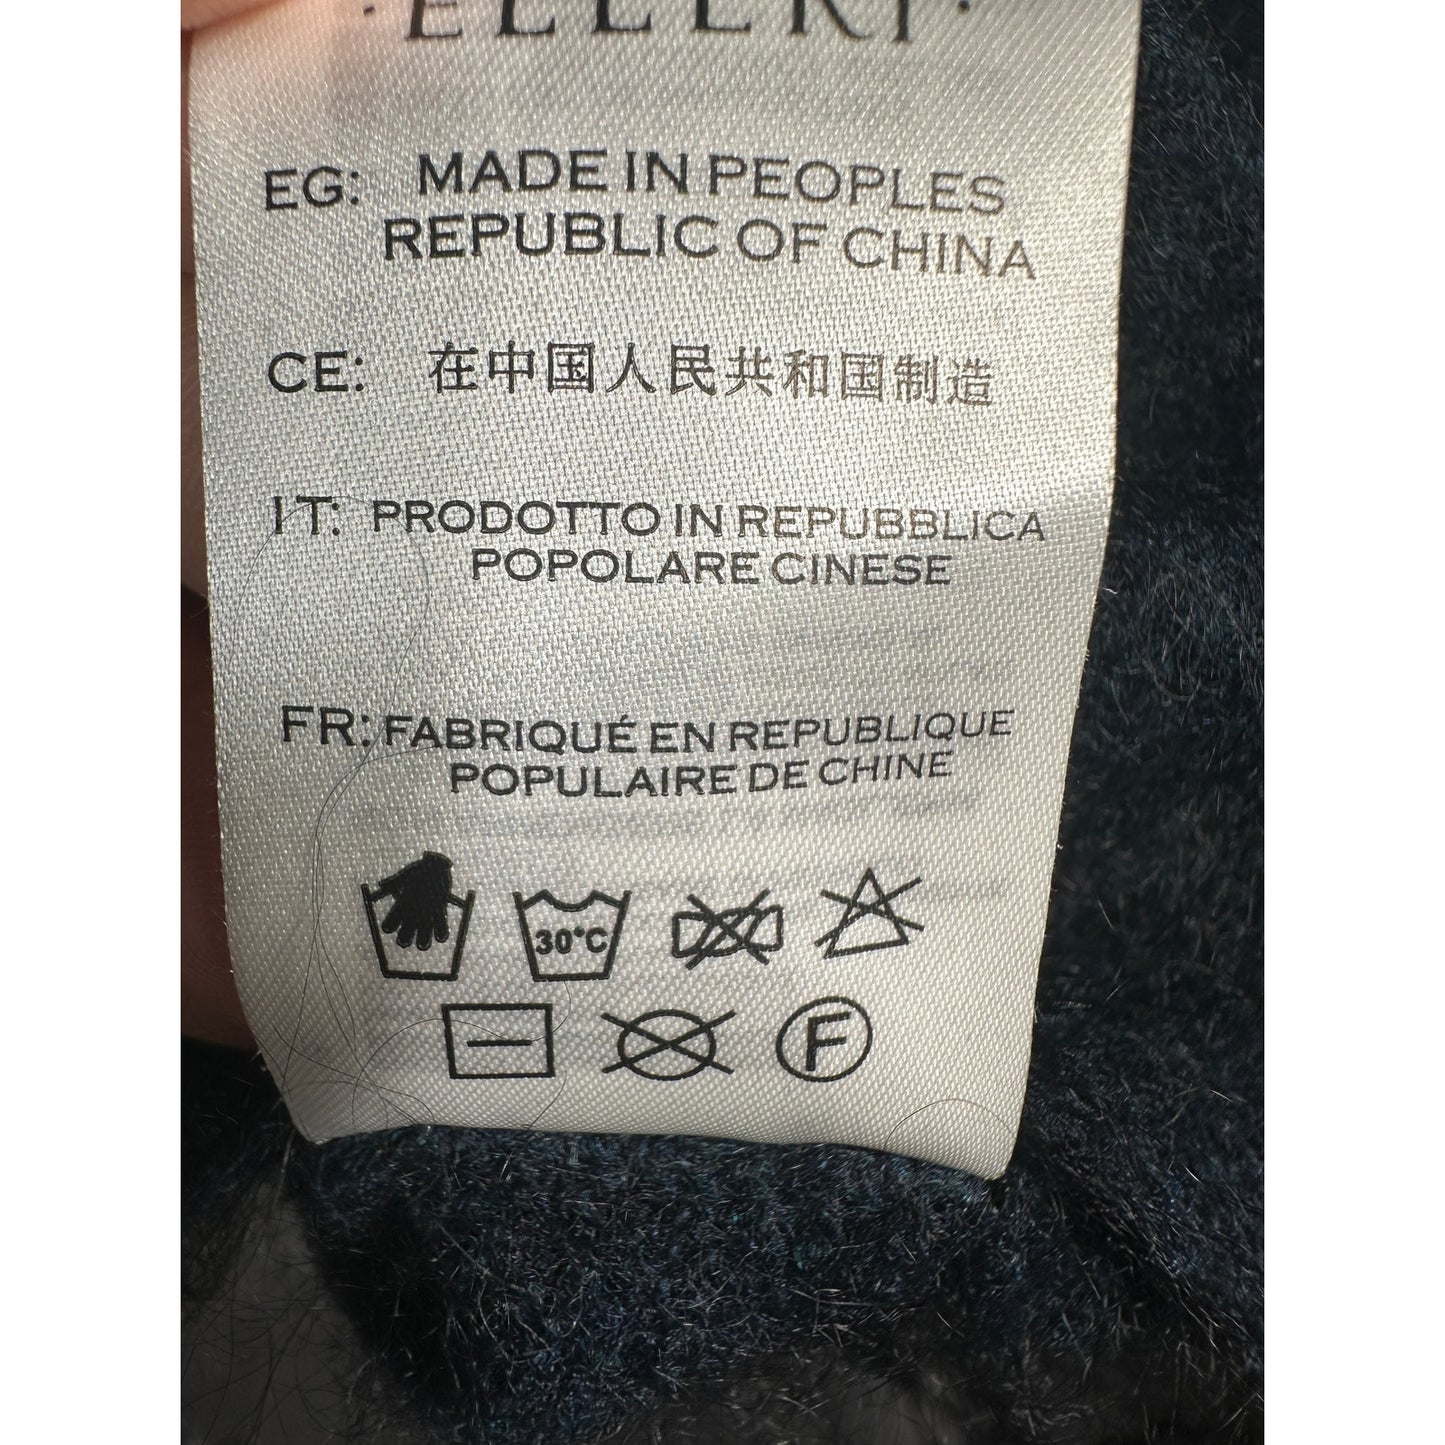 · ELLERY ·
EG: MADE IN PEOPLES
REPUBLIC OF CHINA
CE: 在中国人民共和国制造
IT: PRODOTTO IN REPUBBLICA
POPOLARE CINESE
FR: FABRIQUÉ EN REPUBLIQUE
POPULAIRE DE CHINE
30°C
F